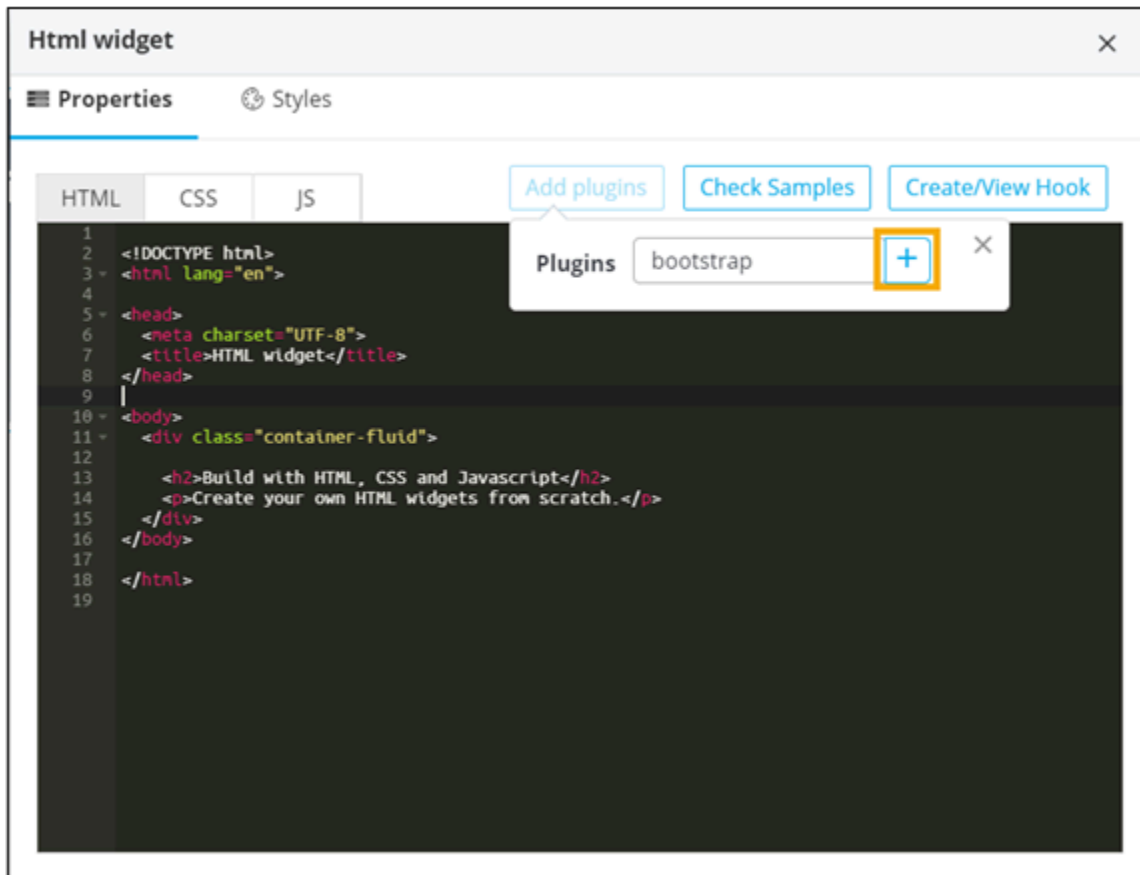 Html widget
Properties
Styles
HTML
CSS
JS
Add plugins
Check Samples
Create/View Hook
Plugins
bootstrap
+
1
2 <!DOCTYPE html>
3 <html lang="en">
4
5 <head>
6 <meta charset="UTF-8">
7 <title>HTML widget</title>
8 </head>
9
10 <body>
11 <div class="container-fluid">
12
13 <h2>Build with HTML, CSS and Javascript</h2>
14 <p>Create your own HTML widgets from scratch.</p>
15 </div>
16 </body>
17
18 </html>
19